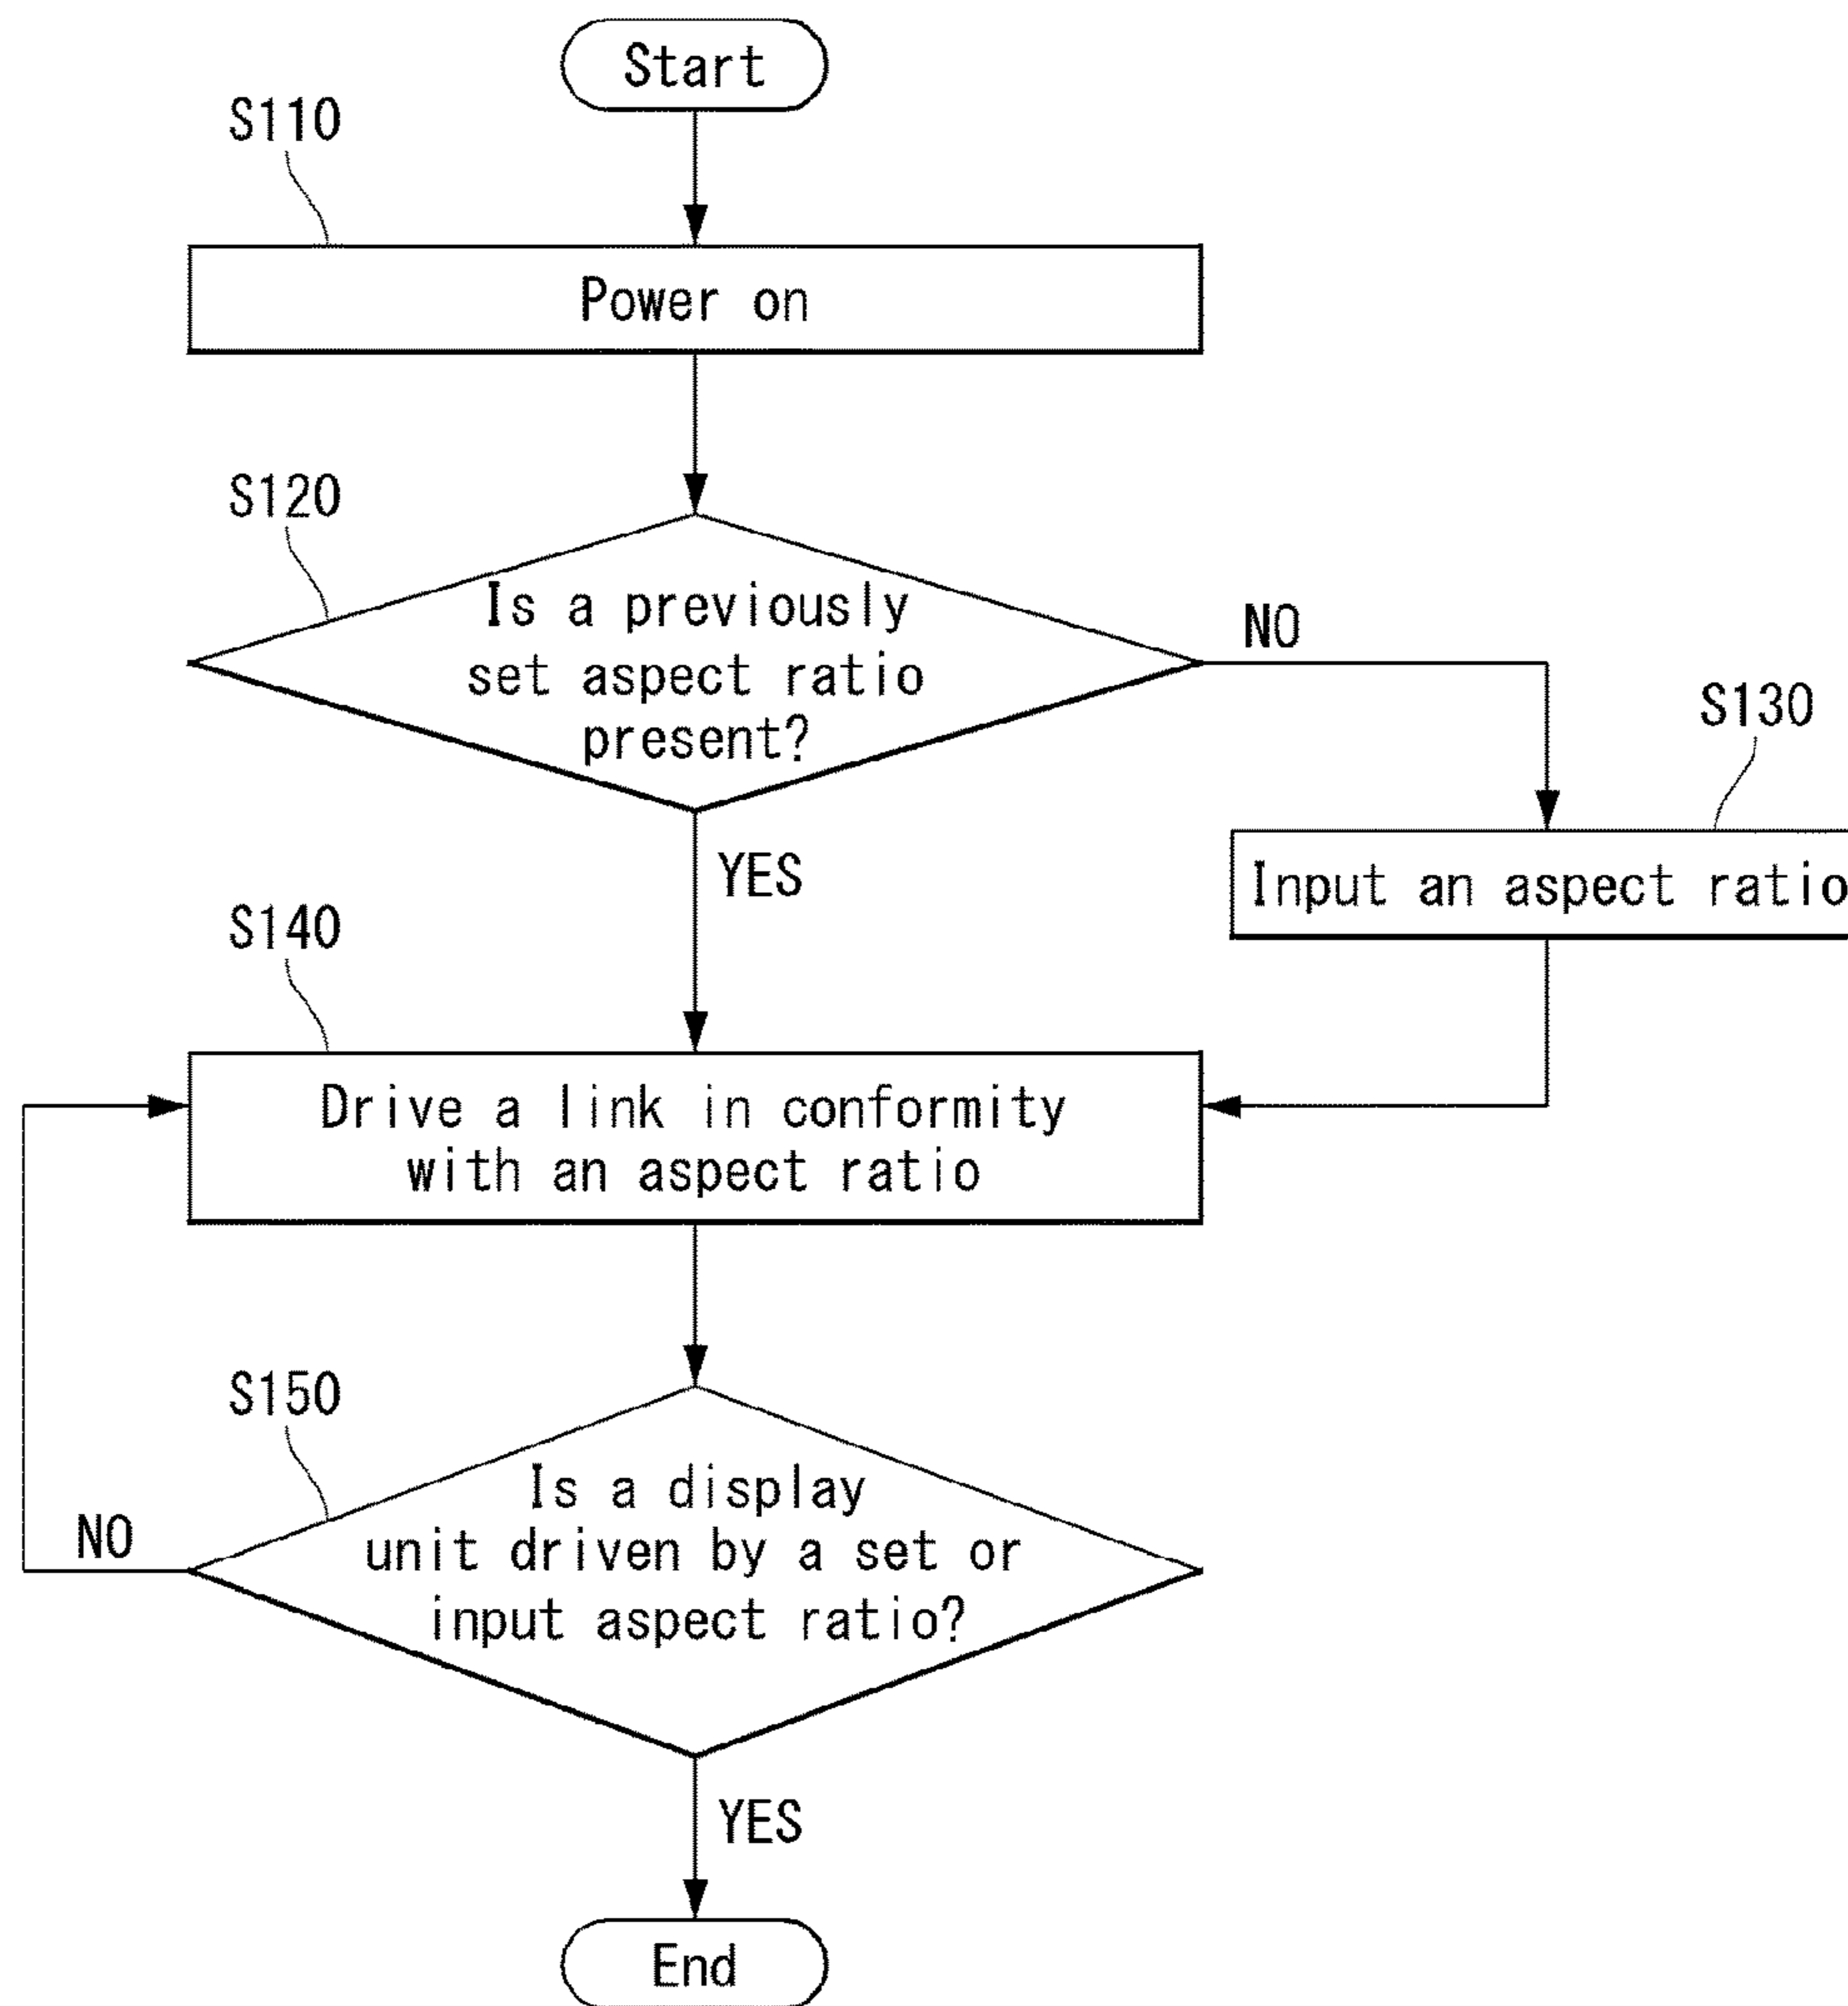 Start
S110
Power on
S120
Is a previously
set aspect ratio
present?
NO
S130
YES
Input an aspect ratio
S140
Drive a link in conformity
with an aspect ratio
S150
Is a display
unit driven by a set or
input aspect ratio?
NO
YES
End